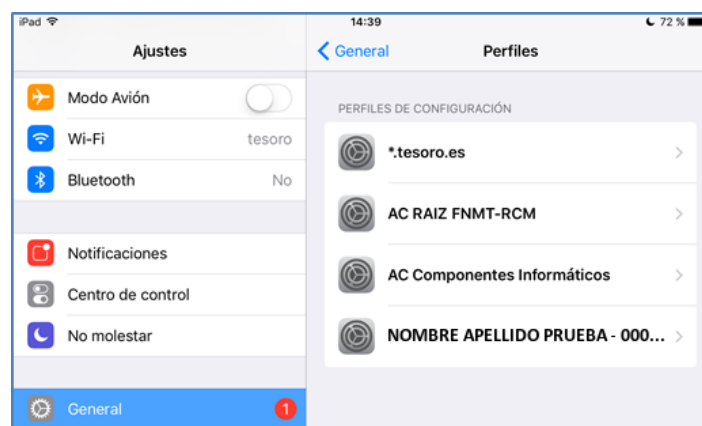 iPad 14:39 72 %
Ajustes
General Perfiles
Modo Avión
Wi-Fi tesoro
Bluetooth No
Notificaciones
Centro de control
No molestar
General 1
PERFILES DE CONFIGURACIÓN
*.tesoro.es
AC RAIZ FNMT-RCM
AC Componentes Informáticos
NOMBRE APELLIDO PRUEBA - 000...